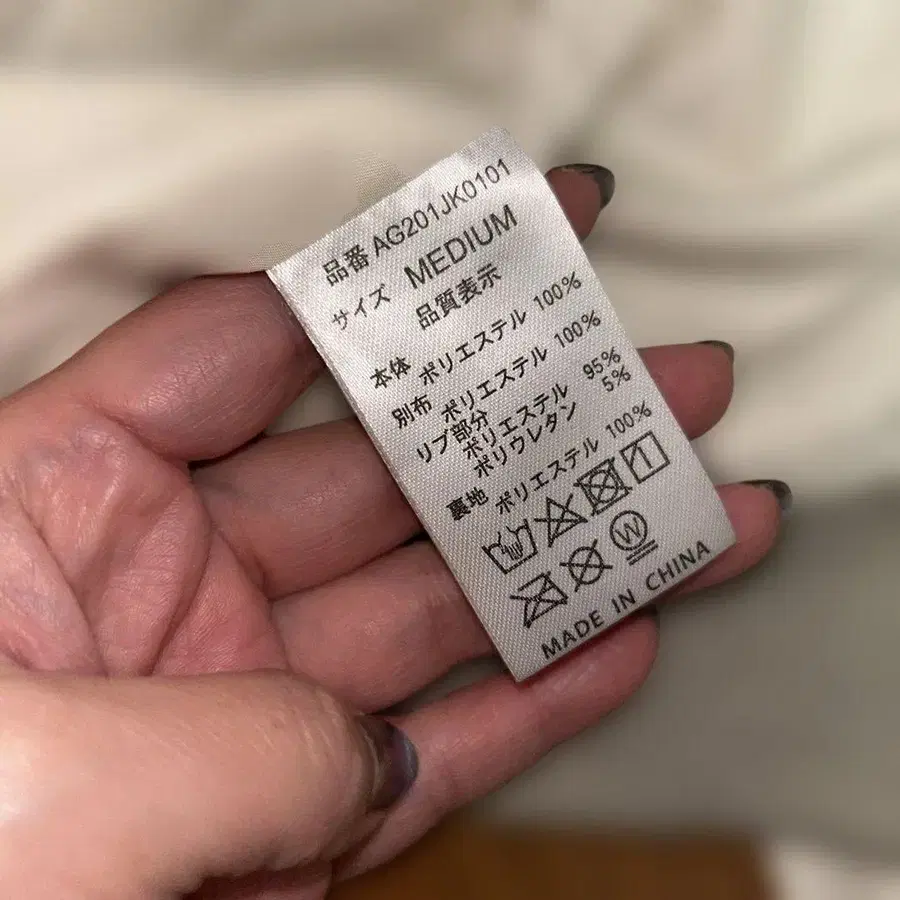 品番 AG201JK0101
サイズ MEDIUM
品質表示
本体 ポリエステル 100%
別布 ポリエステル 100%
リブ部分
ポリエステル 95%
ポリウレタン 5%
裏地 ポリエステル 100%
W
MADE IN CHINA